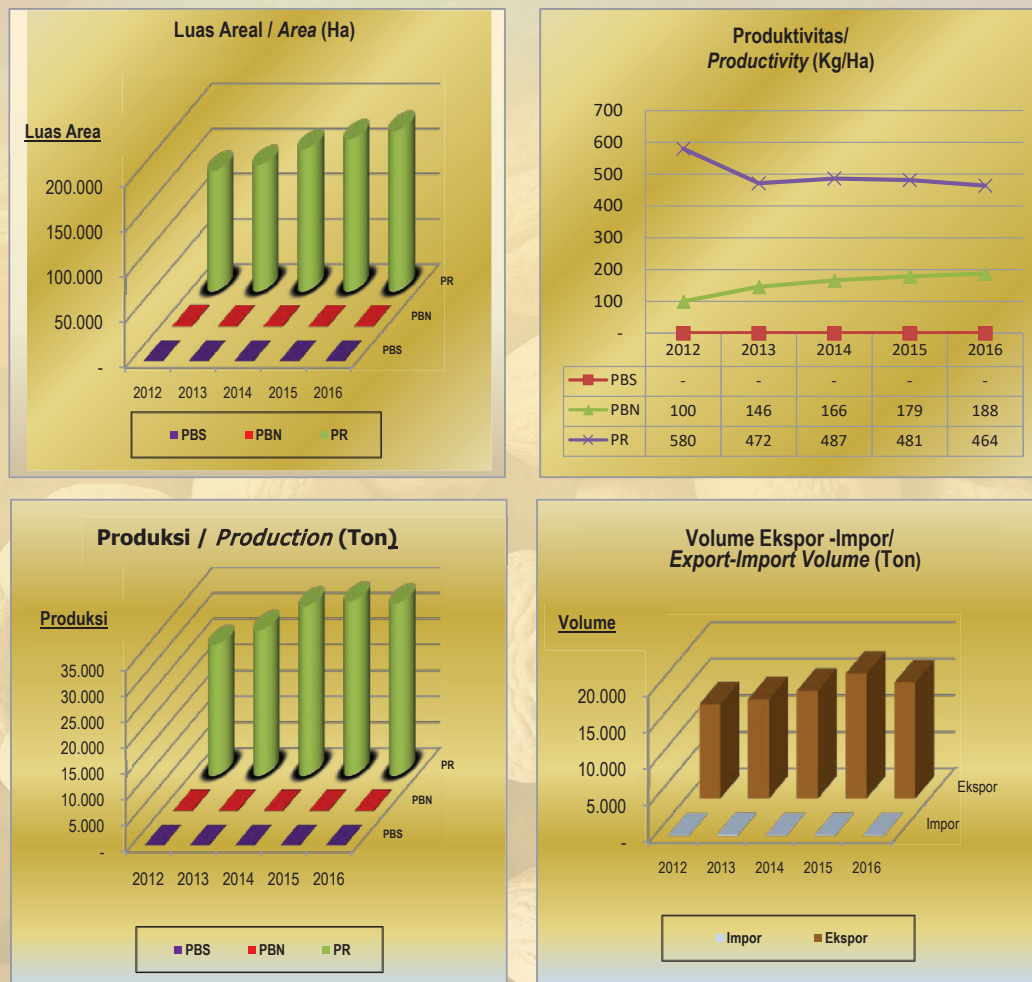 Luas Areal / Area (Ha)
Luas Area
200.000
150.000
100.000
50.000
-
PR
PBN
PBS
2012 2013 2014 2015 2016
PBS PBN PR
Produktivitas/
Productivity (Kg/Ha)
700
600
500
400
300
200
100
-
2012 2013 2014 2015 2016
PBS - - - - -
PBN 100 146 166 179 188
PR 580 472 487 481 464
Produksi / Production (Ton)
Produksi
35.000
30.000
25.000
20.000
15.000
10.000
5.000
-
PR
PBN
PBS
2012 2013 2014 2015 2016
PBS PBN PR
Volume Ekspor -Impor/
Export-Import Volume (Ton)
Volume
20.000
15.000
10.000
5.000
-
Ekspor
Impor
2012 2013 2014 2015 2016
Impor Ekspor